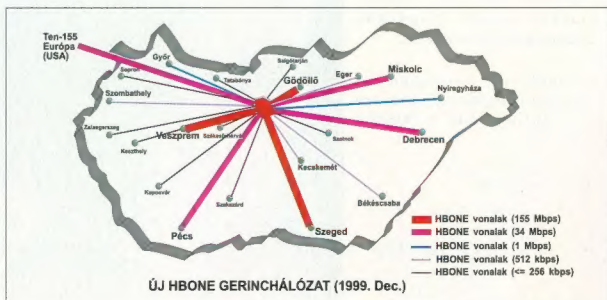 Ten-155
Európa
(USA)
Győr
Sopron
Tatabánya
Salgótarján
Gödöllő
Eger
Miskolc
Nyíregyháza
Szombathely
Zalaegerszeg
Veszprém
Székesfehérvár
Keszthely
Szolnok
Debrecen
Kecskemét
Kaposvár
Szekszárd
Békéscsaba
Pécs
Szeged
HBONE vonalak (155 Mbps)
HBONE vonalak (34 Mbps)
HBONE vonalak (1 Mbps)
HBONE vonalak (512 kbps)
HBONE vonalak (<= 256 kbps)
ÚJ HBONE GERINCHÁLÓZAT (1999. Dec.)